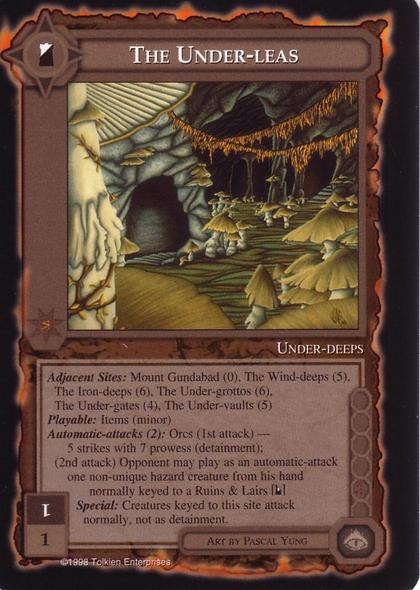 The Under-leas
Under-deeps
Adjacent Sites: Mount Gundabad (0), The Wind-deeps (5),
The Iron-deeps (6), The Under-grottos (6),
The Under-gates (4), The Under-vaults (5)
Playable: Items (minor)
Automatic-attacks (2): Orcs (1st attack) —
5 strikes with 7 prowess (detainment);
(2nd attack) Opponent may play as an automatic-attack
one non-unique hazard creature from his hand
normally keyed to a Ruins & Lairs [ ]
Special: Creatures keyed to this site attack
normally, not as detainment.
1
Art by Pascal Yung
©1998 Tolkien Enterprises